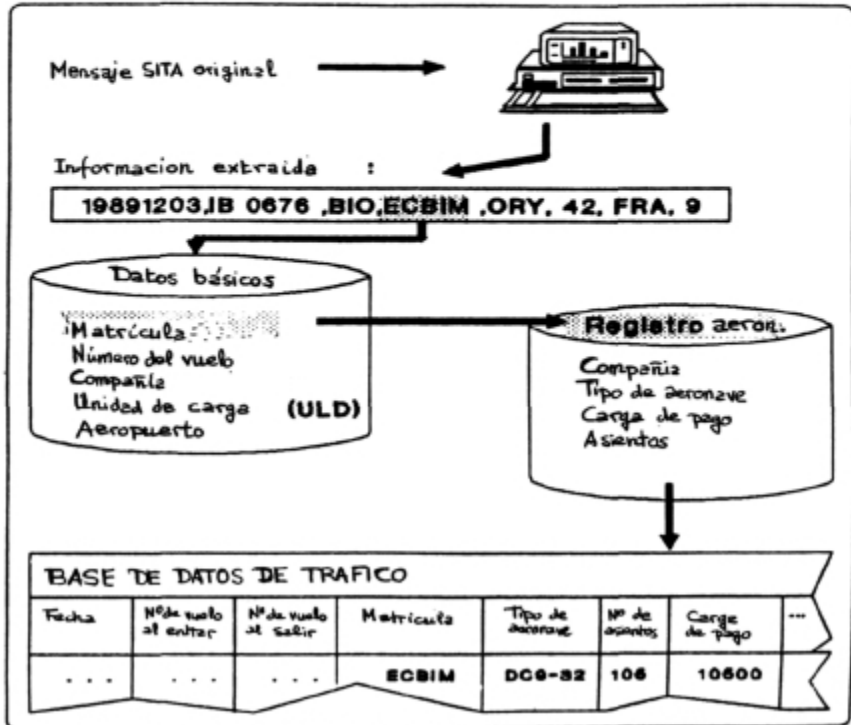 Mensaje SITA original
Informacion extraida :
19891203,IB 0676 ,BIO,ECBIM ,ORY, 42, FRA, 9
Datos básicos
Matrícula
Número del vuelo
Compañía
Unidad de carga (ULD)
Aeropuerto
Registro aeron.
Compañia
Tipo de aeronave
Carga de pago
Asientos
BASE DE DATOS DE TRAFICO
Fecha
Nº de vuelo al entrar
Nº de vuelo al salir
Matrícula
Tipo de aeronave
Nº de asientos
Carga de pago
...
. . . . . . . . . ECBIM DC9-32 106 10600